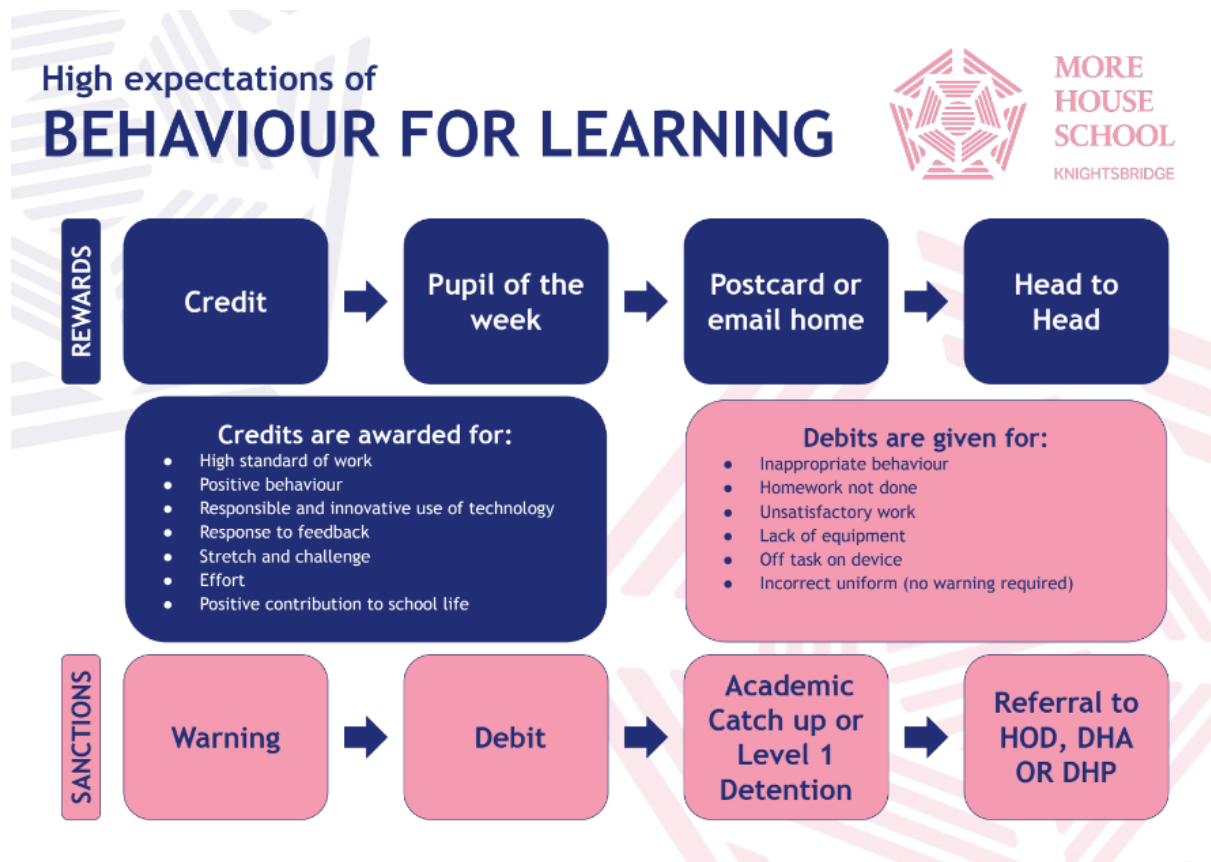 High expectations of
BEHAVIOUR FOR LEARNING
MORE
HOUSE
SCHOOL
KNIGHTSBRIDGE
REWARDS
Credit
Pupil of the
week
Postcard or
email home
Head to
Head
Credits are awarded for:
● High standard of work
● Positive behaviour
● Responsible and innovative use of technology
● Response to feedback
● Stretch and challenge
● Effort
● Positive contribution to school life
Debits are given for:
● Inappropriate behaviour
● Homework not done
● Unsatisfactory work
● Lack of equipment
● Off task on device
● Incorrect uniform (no warning required)
SANCTIONS
Warning
Debit
Academic
Catch up or
Level 1
Detention
Referral to
HOD, DHA
OR DHP